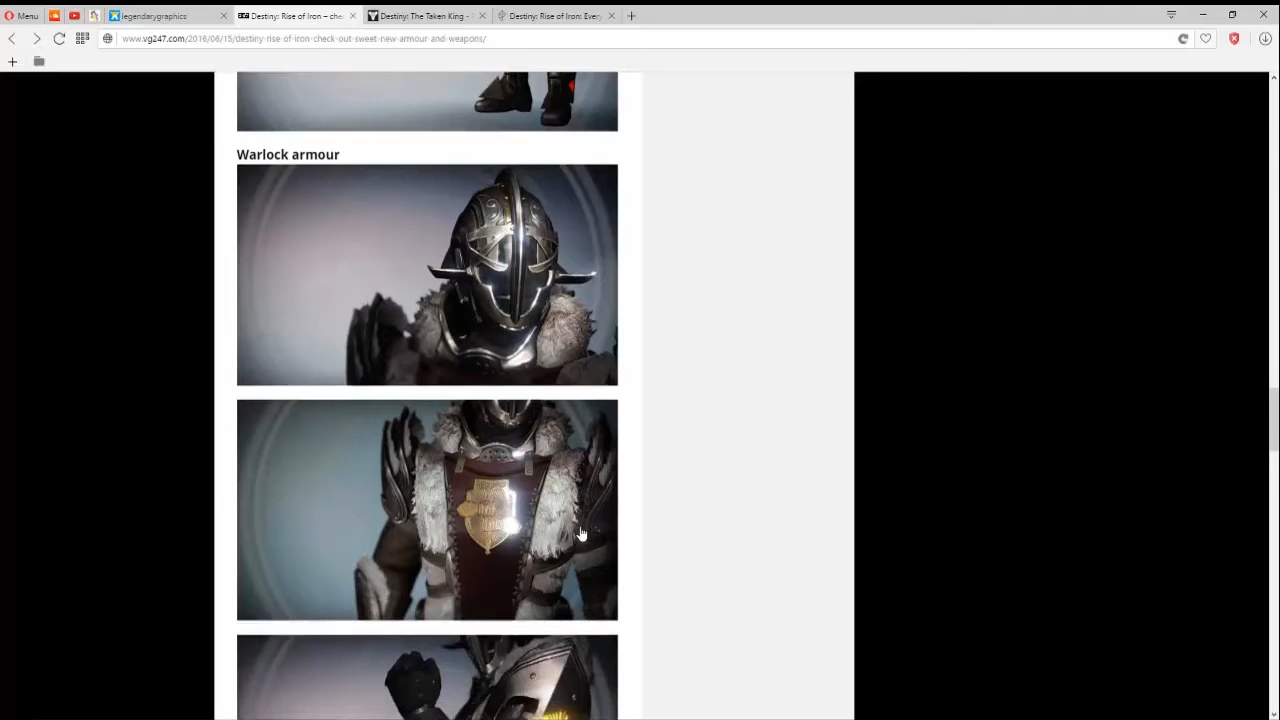 Menu
legendarygraphics
Destiny: Rise of Iron – che
Destiny: The Taken King -
Destiny: Rise of Iron: Ever
www.vg247.com/2016/06/15/destiny-rise-of-iron-check-out-sweet-new-armour-and-weapons/
Warlock armour